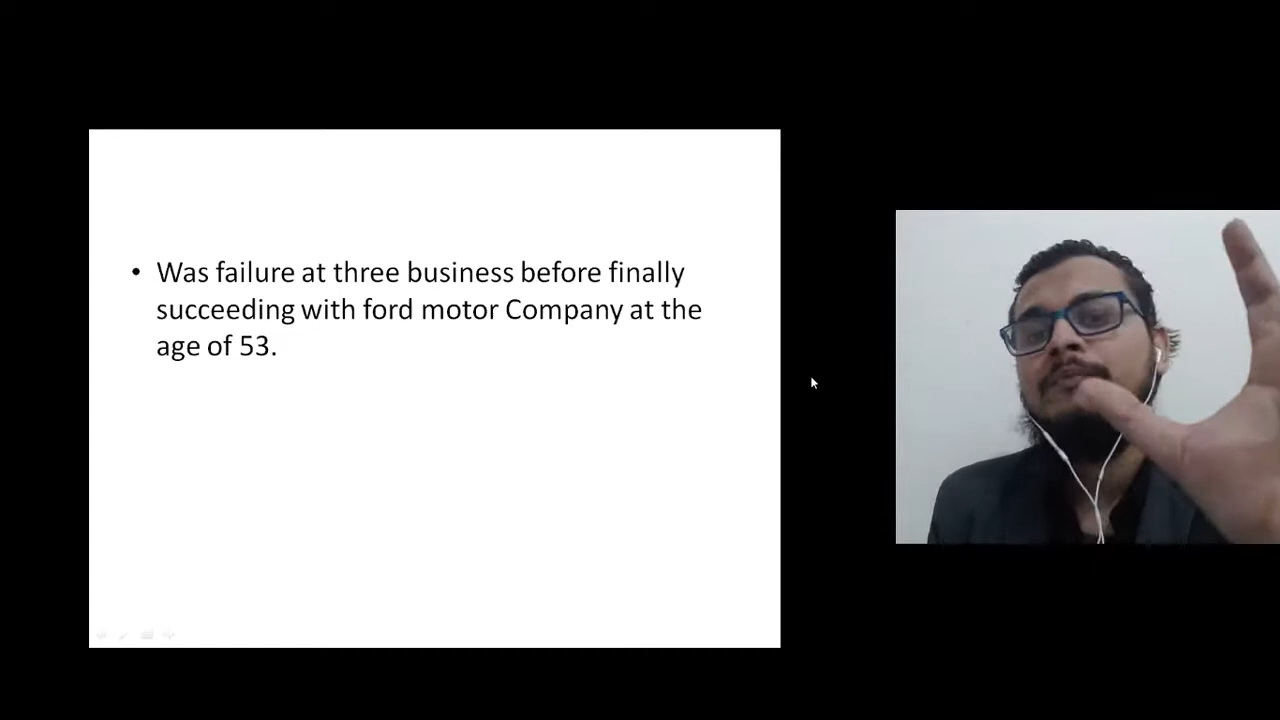 • Was failure at three business before finally
succeeding with ford motor Company at the
age of 53.